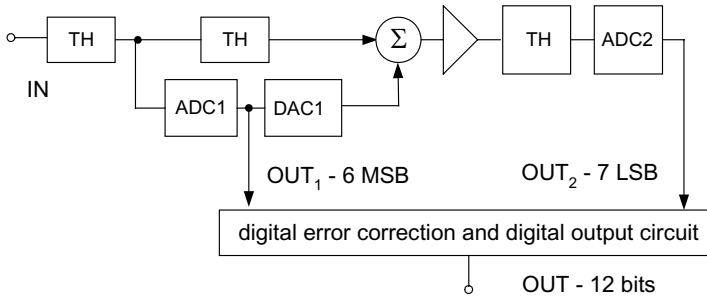 TH
TH
Σ
TH
ADC2
IN
ADC1
DAC1
OUT₁ - 6 MSB
OUT₂ - 7 LSB
digital error correction and digital output circuit
OUT - 12 bits